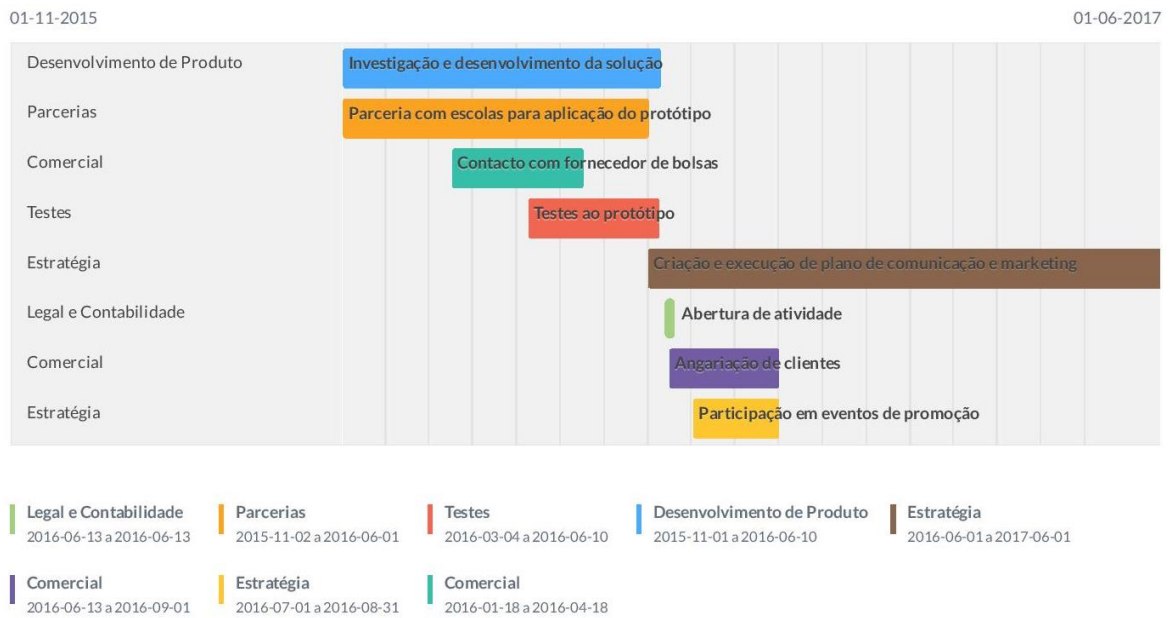 01-11-2015 01-06-2017
Desenvolvimento de Produto Investigação e desenvolvimento da solução
Parcerias Parceria com escolas para aplicação do protótipo
Comercial Contacto com fornecedor de bolsas
Testes Testes ao protótipo
Estratégia Criação e execução de plano de comunicação e marketing
Legal e Contabilidade Abertura de atividade
Comercial Angariação de clientes
Estratégia Participação em eventos de promoção
Legal e Contabilidade Parcerias Testes Desenvolvimento de Produto Estratégia
2016-06-13 a 2016-06-13 2015-11-02 a 2016-06-01 2016-03-04 a 2016-06-10 2015-11-01 a 2016-06-10 2016-06-01 a 2017-06-01
Comercial Estratégia Comercial
2016-06-13 a 2016-09-01 2016-07-01 a 2016-08-31 2016-01-18 a 2016-04-18